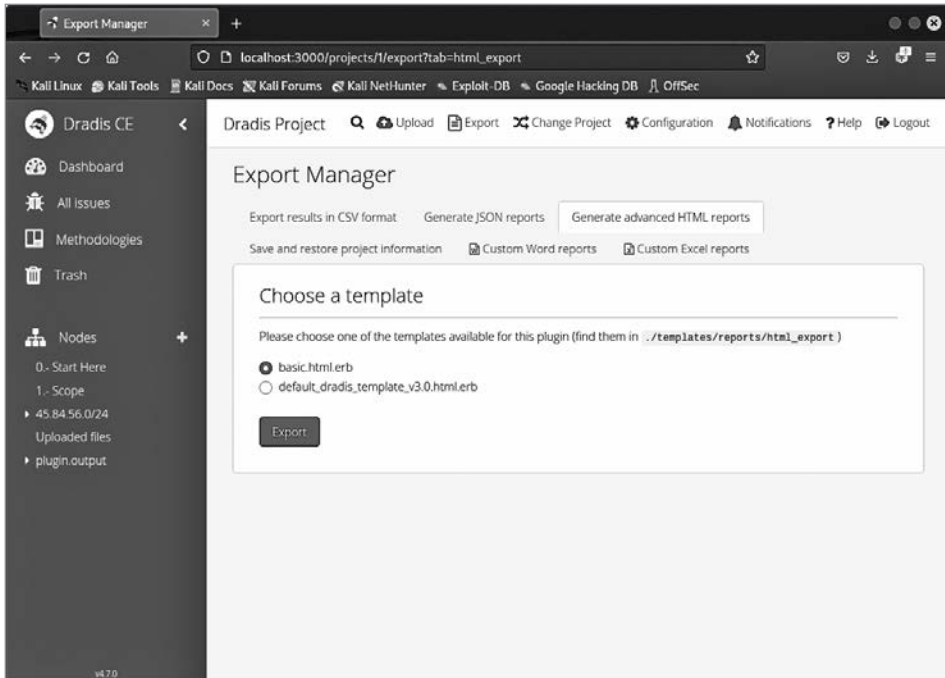 Export Manager
localhost:3000/projects/1/export?tab=html_export
Kali Linux Kali Tools Kali Docs Kali Forums Kali NetHunter Exploit-DB Google Hacking DB OffSec
Dradis CE
Dashboard
All issues
Methodologies
Trash
Nodes
0.- Start Here
1.- Scope
45.84.56.0/24
Uploaded files
plugin.output
v4.7.0
Dradis Project Upload Export Change Project Configuration Notifications ? Help Logout
Export Manager
Export results in CSV format Generate JSON reports Generate advanced HTML reports
Save and restore project information Custom Word reports Custom Excel reports
Choose a template
Please choose one of the templates available for this plugin (find them in ./templates/reports/html_export )
basic.html.erb
default_dradis_template_v3.0.html.erb
Export